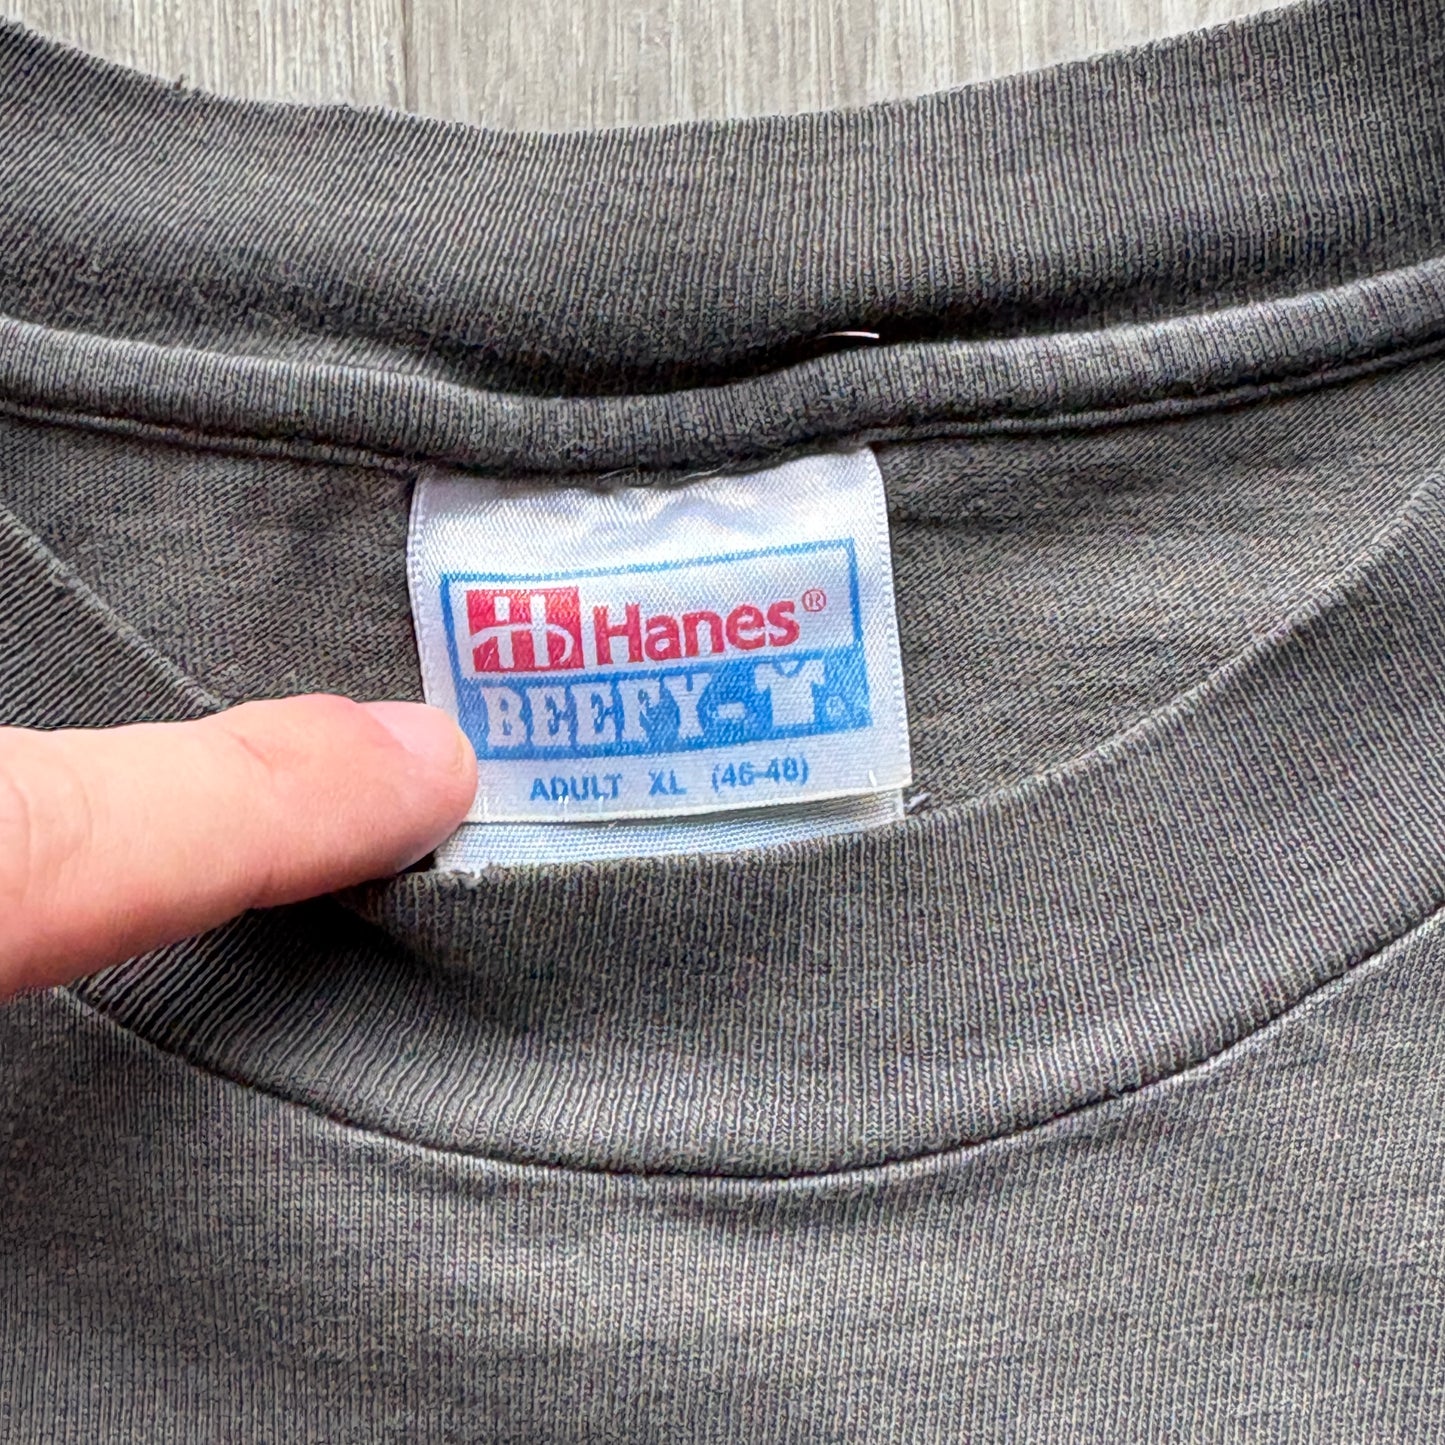 Hanes®
BEEFY-T®
ADULT XL (46-48)